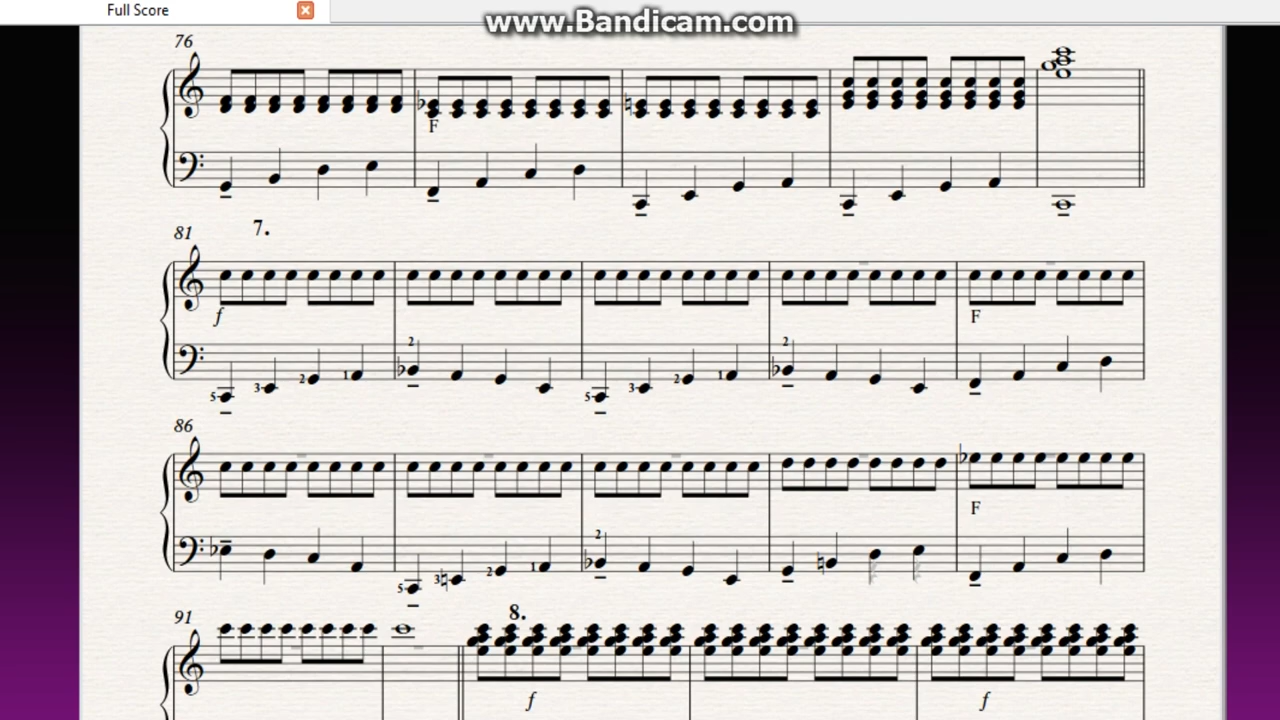 Full Score
www.Bandicam.com
76
F
81
7.
f
F
5 3 2 1 2 5 3 2 1 2
86
F
5 3 2 1 2
91
8.
f f